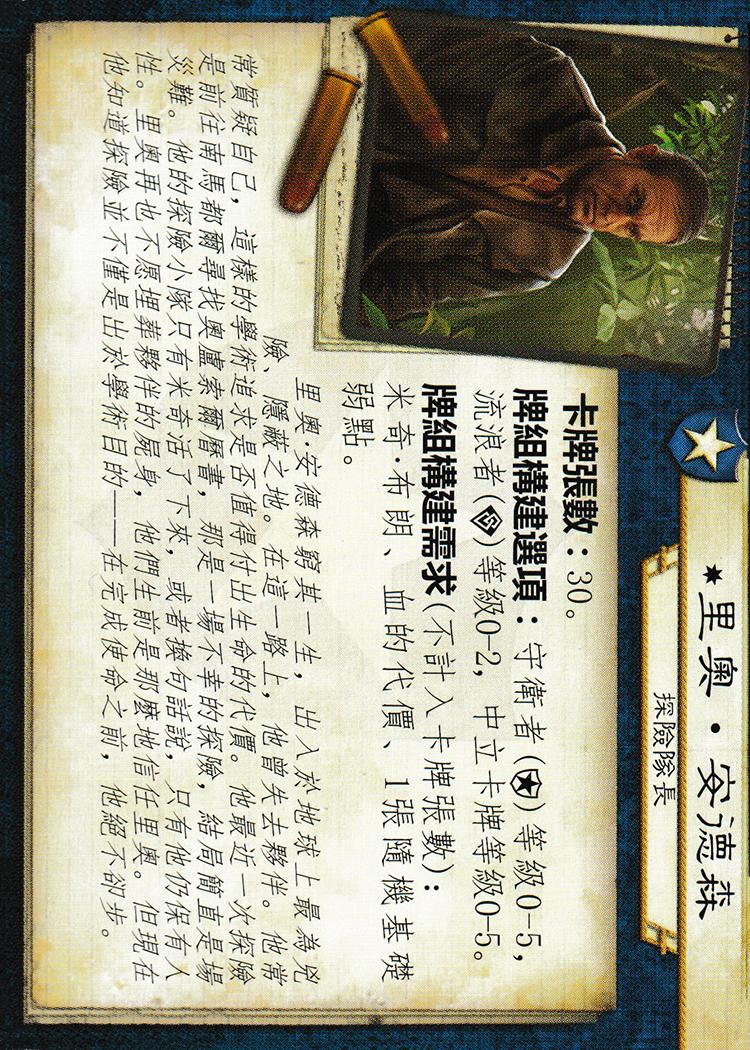 里奧・安德森
探險隊長
卡牌張數：30。
牌組構建選項：守衛者()等級0-5，
流浪者()等級0-2，中立卡牌等級0-5。
牌組構建需求(不計入卡牌張數)：
米奇·布朗、血的代價、1張隨機基礎
弱點。
里奧·安德森窮其一生，出入於地球上最為兇
險、隱蔽之地。在這一路上，他曾失去夥伴。他常
常質疑自己，這樣的學術追求是否值得付出生命的代價。他最近一次探險
是前往南馬都爾尋找奧盧索爾曆書，那是一場不幸的探險，結局簡直是場
災難。他的探險小隊只有米奇活了下來，或者換句話說，只有他仍保有人
性。里奧再也不愿埋葬夥伴的屍身，他們生前是那麼地信任里奧。但現在
他知道探險並不僅是出於學術目的——在完成使命之前，他絕不卻步。